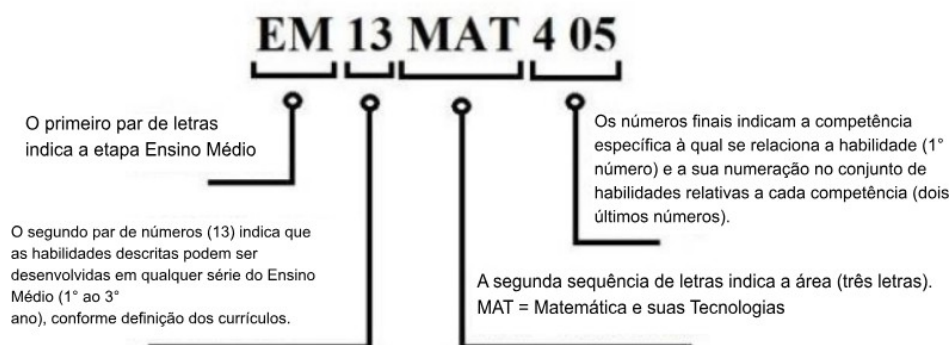 EM 13 MAT 4 05
O primeiro par de letras
indica a etapa Ensino Médio
Os números finais indicam a competência
específica à qual se relaciona a habilidade (1°
número) e a sua numeração no conjunto de
habilidades relativas a cada competência (dois
últimos números).
O segundo par de números (13) indica que
as habilidades descritas podem ser
desenvolvidas em qualquer série do Ensino
Médio (1° ao 3°
ano), conforme definição dos currículos.
A segunda sequência de letras indica a área (três letras).
MAT = Matemática e suas Tecnologias